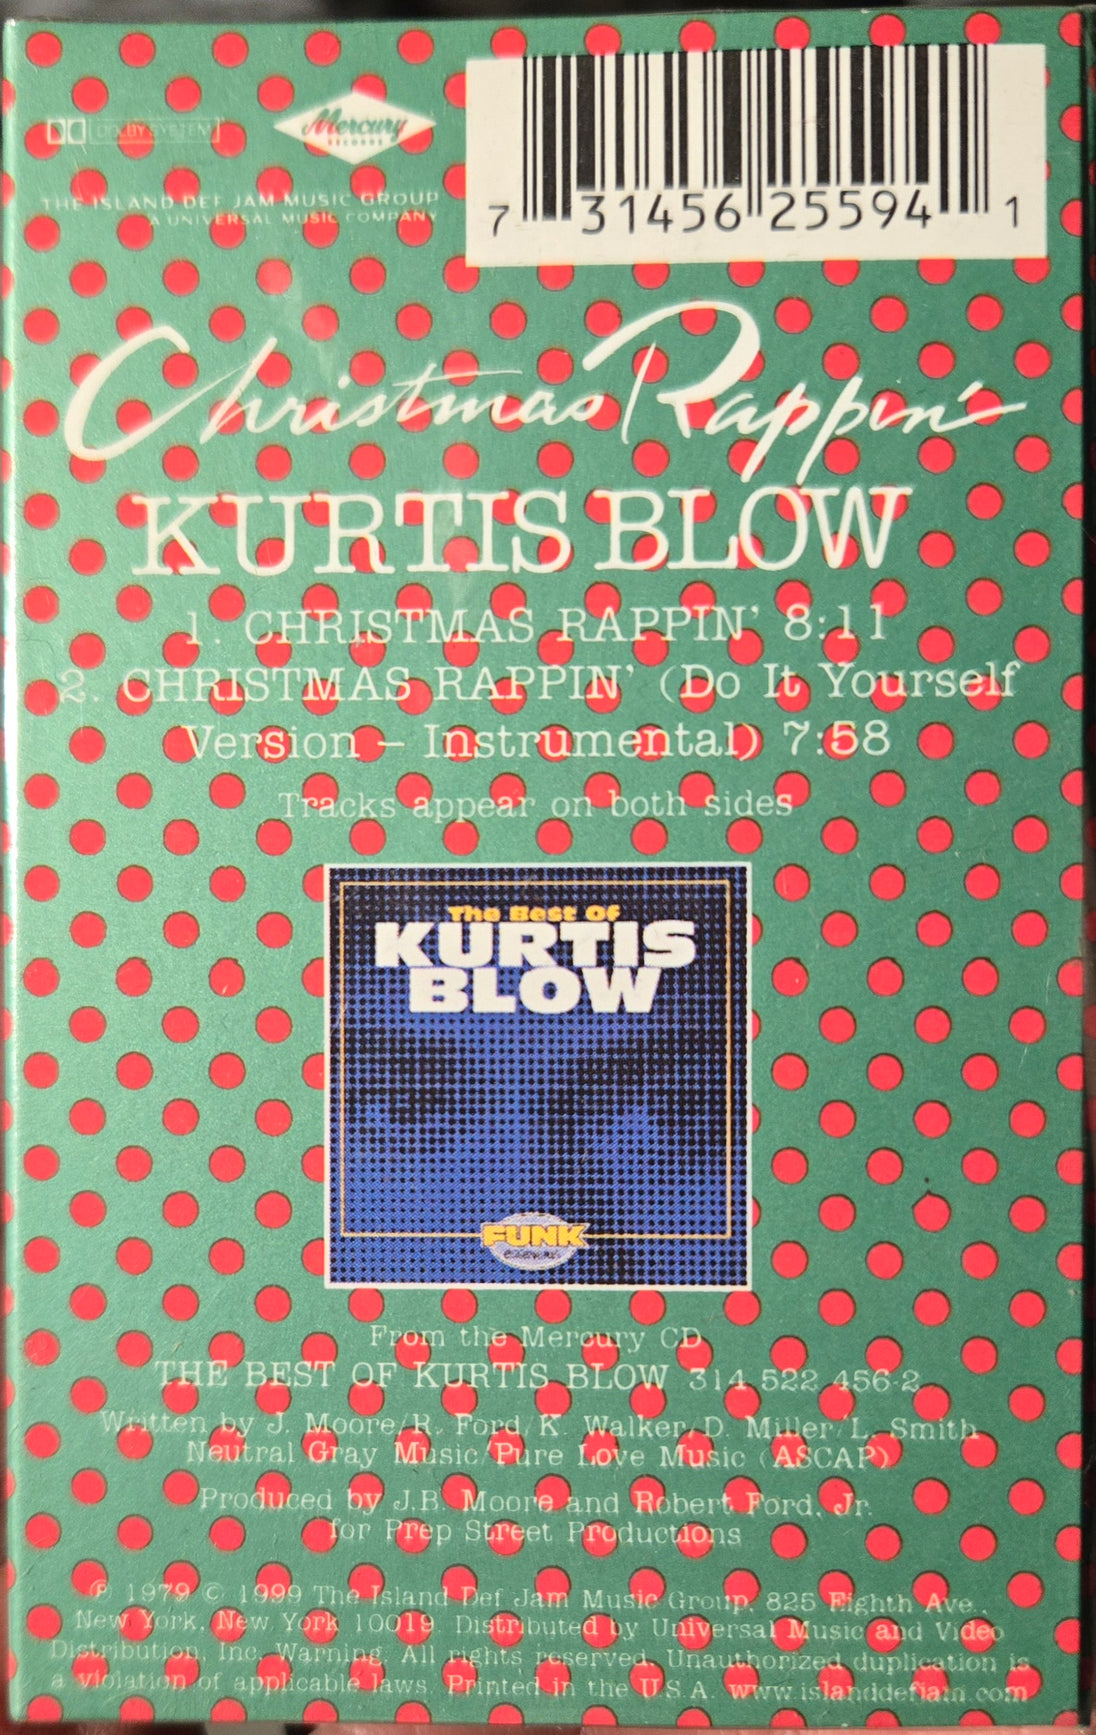 DOLBY SYSTEM
Mercury
RECORDS
THE ISLAND DEF JAM MUSIC GROUP
A UNIVERSAL MUSIC COMPANY
7 31456 25594 1
Christmas Rappin'
KURTIS BLOW
1. CHRISTMAS RAPPIN' 8:11
2. CHRISTMAS RAPPIN' (Do It Yourself
Version – Instrumental) 7:58
Tracks appear on both sides
The Best Of
KURTIS
BLOW
FUNK
From the Mercury CD
THE BEST OF KURTIS BLOW 314 522 456-2
Written by J. Moore/R. Ford/K. Walker/D. Miller/L. Smith
Neutral Gray Music/Pure Love Music (ASCAP)
Produced by J.B. Moore and Robert Ford, Jr.
for Prep Street Productions
℗ 1979 © 1999 The Island Def Jam Music Group, 825 Eighth Ave.,
New York, New York 10019. Distributed by Universal Music and Video
Distribution, Inc. Warning. All rights reserved. Unauthorized duplication is
a violation of applicable laws. Printed in the U.S.A. www.islanddefjam.com